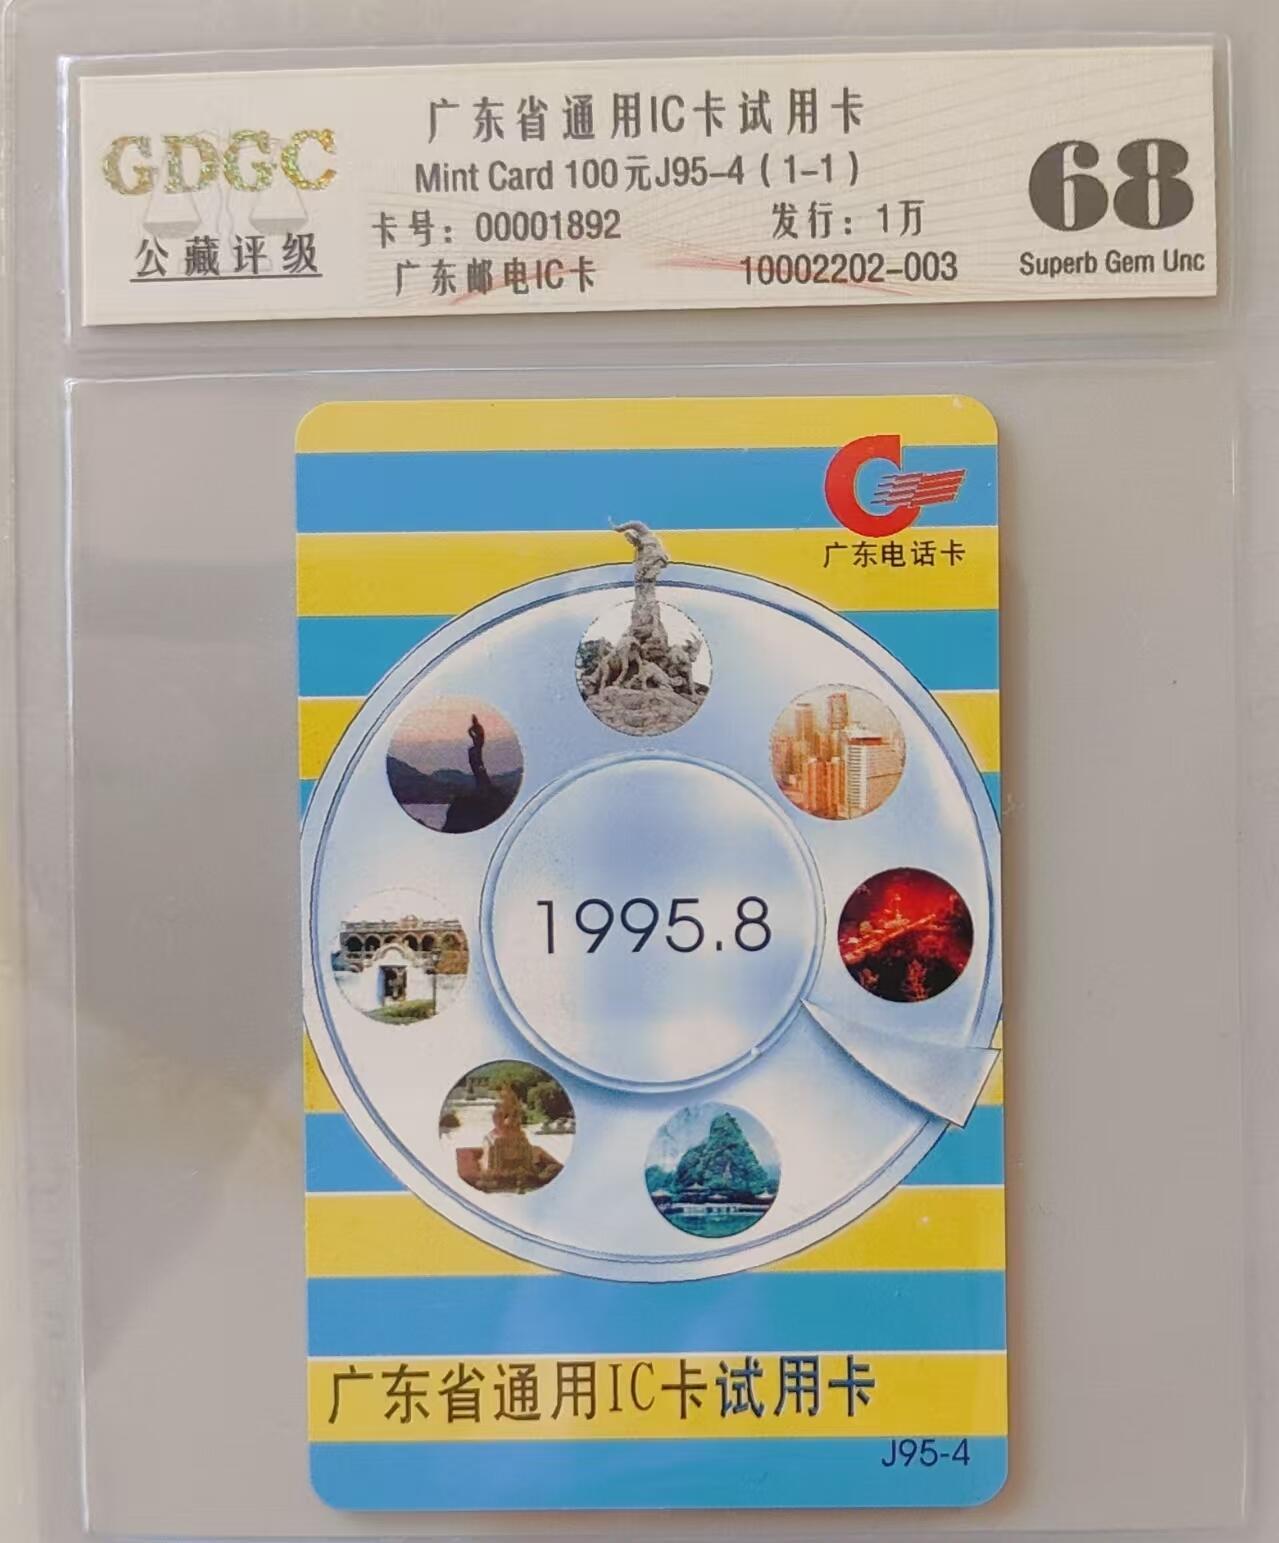 GDGC
公藏评级
广东省通用IC卡试用卡
Mint Card 100元J95-4（1-1）
卡号：00001892 发行：1万
广东邮电IC卡 10002202-003
68
Superb Gem Unc
广东电话卡
1995.8
广东省通用IC卡试用卡
J95-4